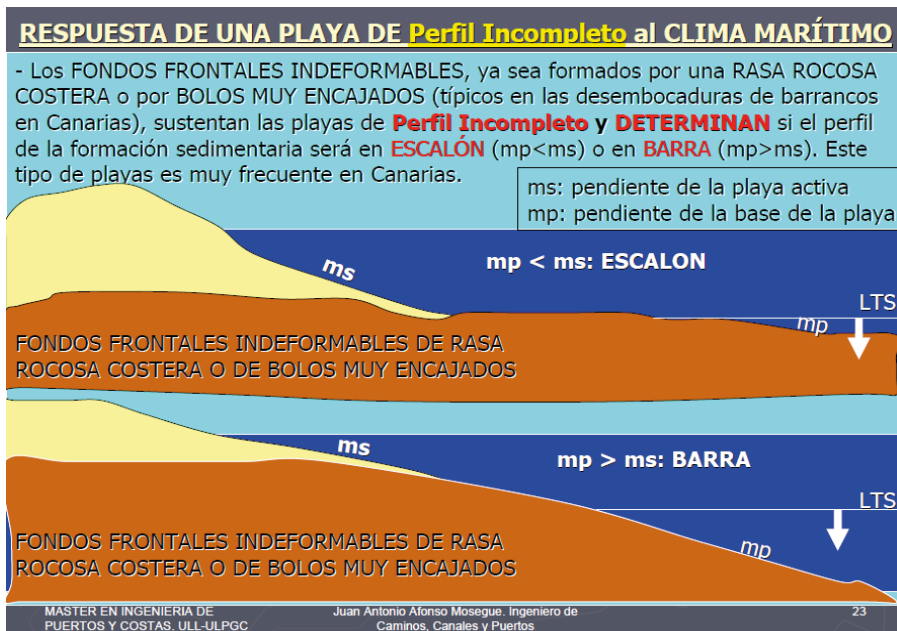 RESPUESTA DE UNA PLAYA DE Perfil Incompleto al CLIMA MARÍTIMO
- Los FONDOS FRONTALES INDEFORMABLES, ya sea formados por una RASA ROCOSA
COSTERA o por BOLOS MUY ENCAJADOS (típicos en las desembocaduras de barrancos
en Canarias), sustentan las playas de Perfil Incompleto y DETERMINAN si el perfil
de la formación sedimentaria será en ESCALÓN (mp<ms) o en BARRA (mp>ms). Este
tipo de playas es muy frecuente en Canarias.
ms: pendiente de la playa activa
mp: pendiente de la base de la playa
ms
mp < ms: ESCALON
LTS
mp
FONDOS FRONTALES INDEFORMABLES DE RASA
ROCOSA COSTERA O DE BOLOS MUY ENCAJADOS
ms
mp > ms: BARRA
LTS
mp
FONDOS FRONTALES INDEFORMABLES DE RASA
ROCOSA COSTERA O DE BOLOS MUY ENCAJADOS
MASTER EN INGENIERIA DE
PUERTOS Y COSTAS. ULL-ULPGC
Juan Antonio Afonso Mosegue. Ingeniero de
Caminos, Canales y Puertos
23